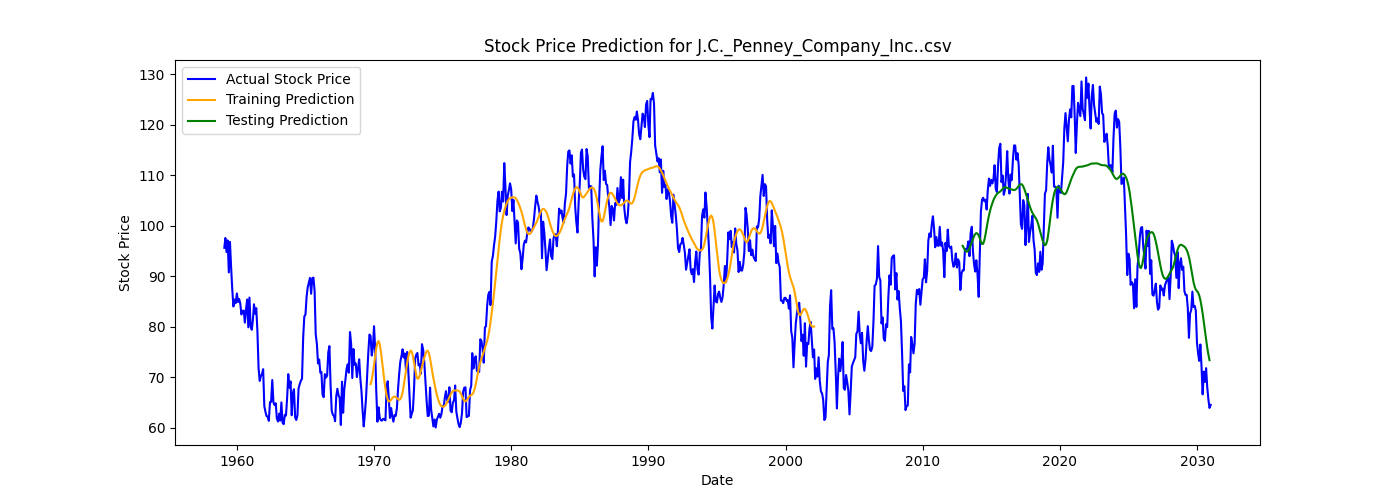 Stock Price Prediction for J.C._Penney_Company_Inc..csv
Actual Stock Price
Training Prediction
Testing Prediction
130
120
110
100
90
80
70
60
Stock Price
1960 1970 1980 1990 2000 2010 2020 2030
Date